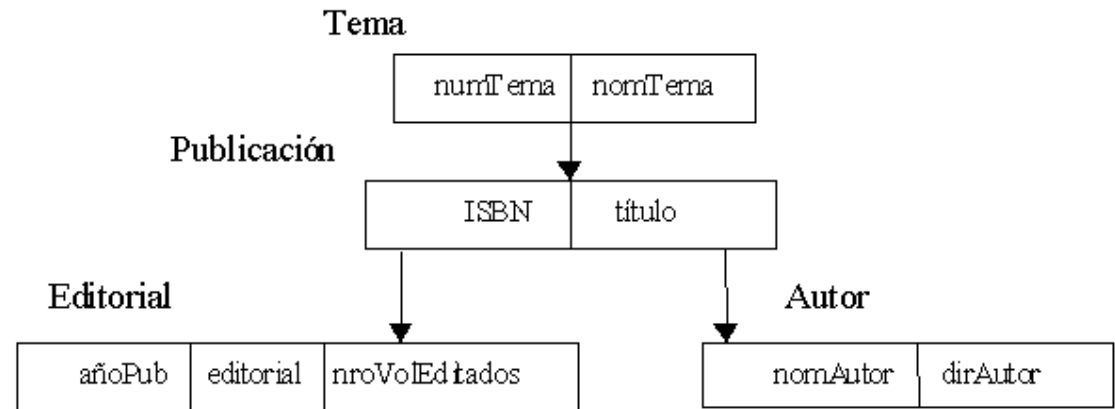 Tema
numTema nomTema
Publicación
ISBN título
Editorial Autor
añoPub editorial nroVolEditados nomAutor dirAutor